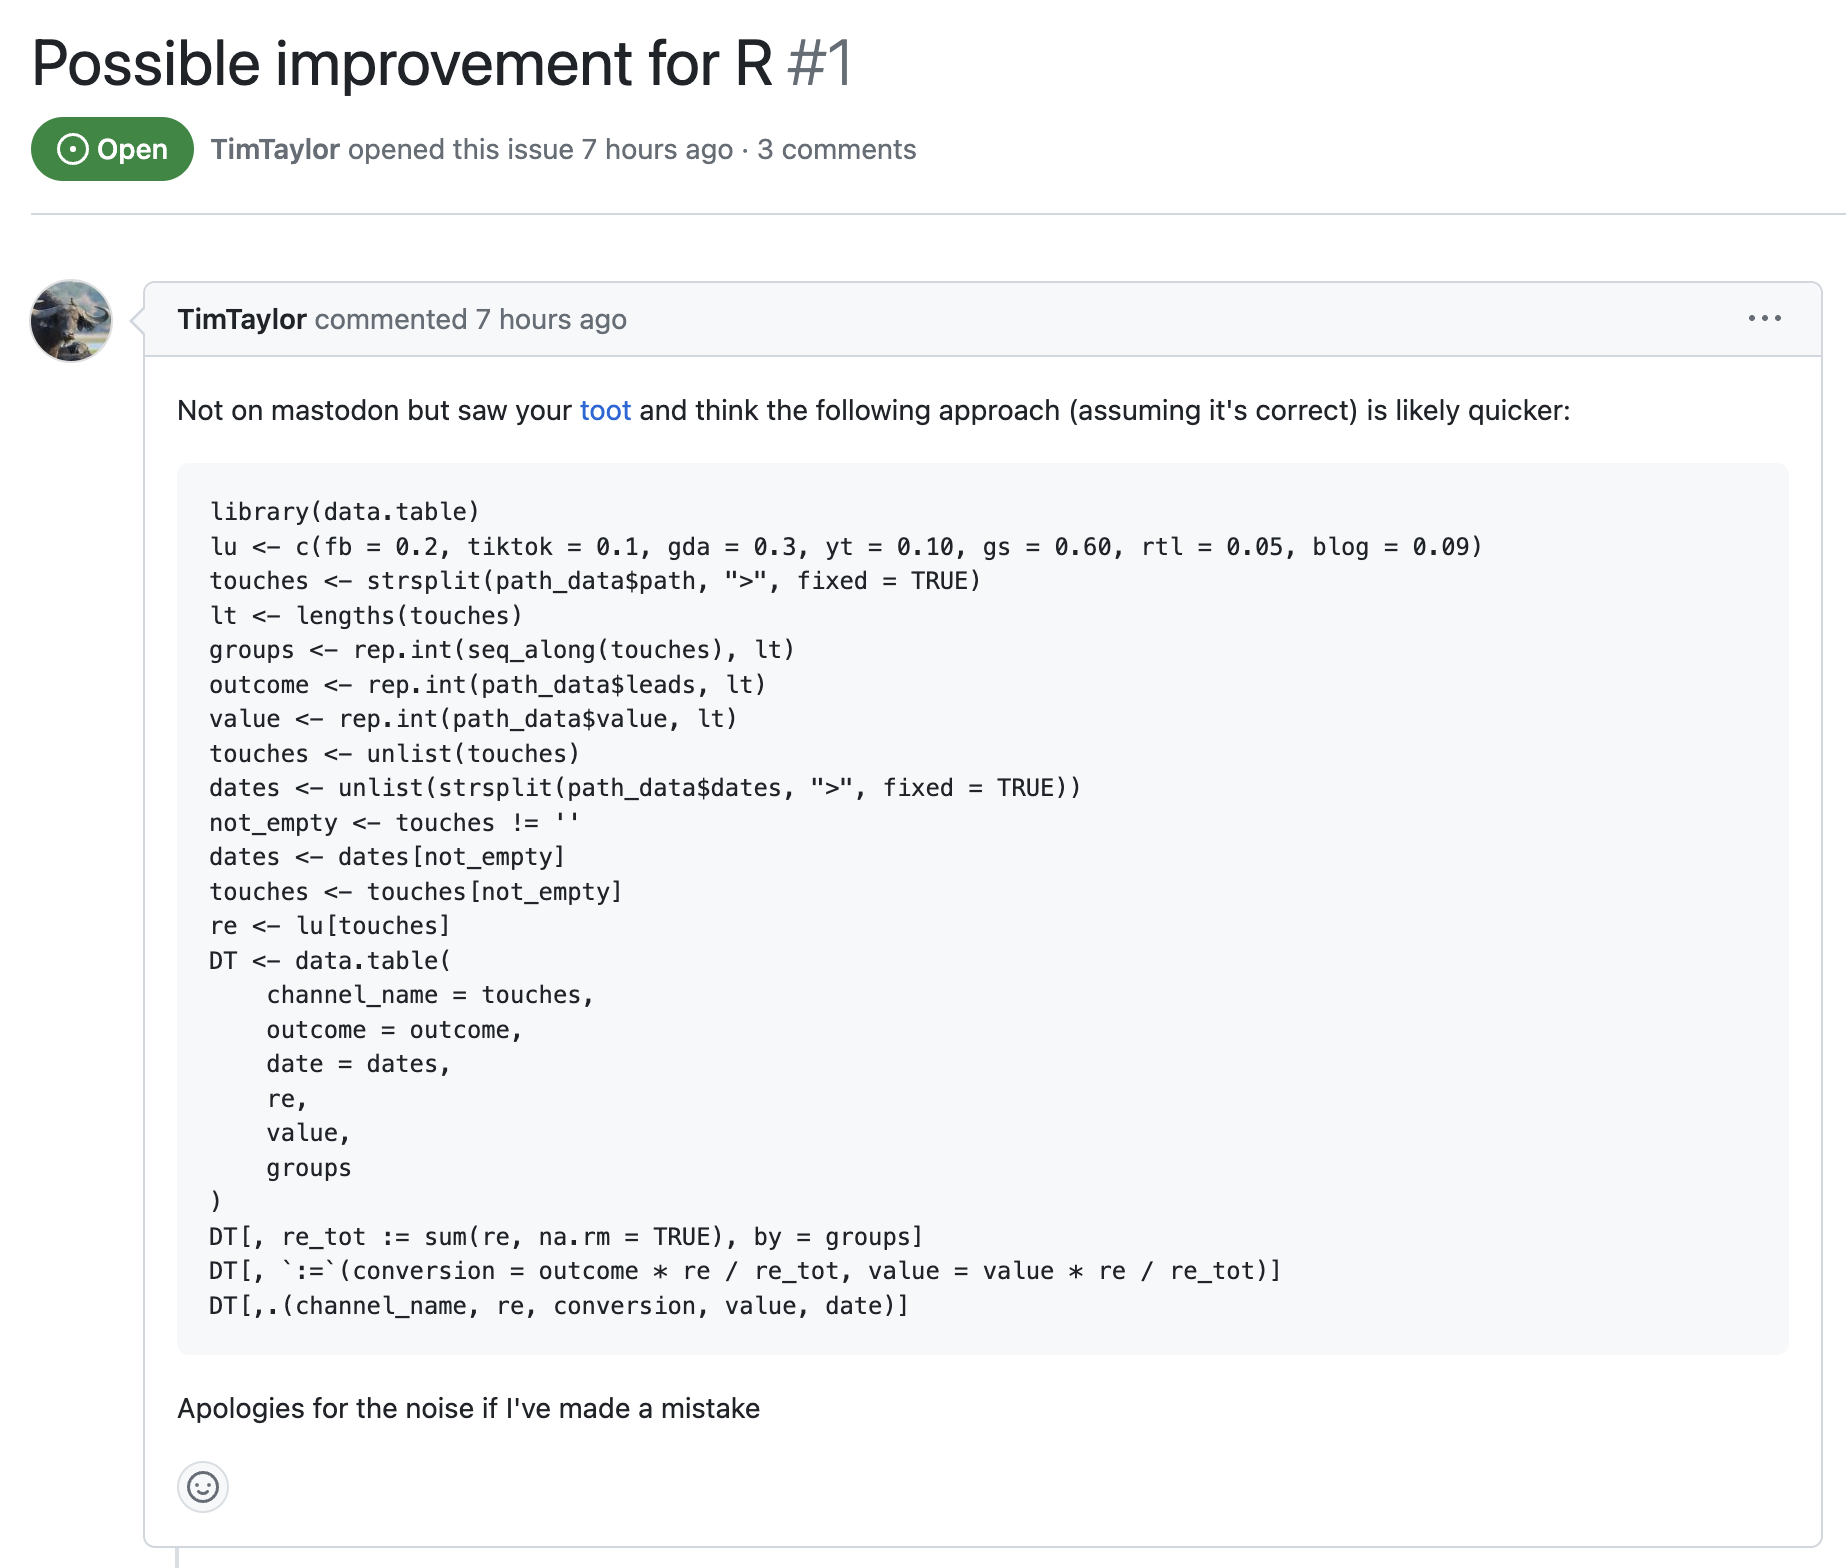 Possible improvement for R #1
Open
TimTaylor opened this issue 7 hours ago · 3 comments
TimTaylor commented 7 hours ago
Not on mastodon but saw your toot and think the following approach (assuming it's correct) is likely quicker:
library(data.table)
lu <- c(fb = 0.2, tiktok = 0.1, gda = 0.3, yt = 0.10, gs = 0.60, rtl = 0.05, blog = 0.09)
touches <- strsplit(path_data$path, ">", fixed = TRUE)
lt <- lengths(touches)
groups <- rep.int(seq_along(touches), lt)
outcome <- rep.int(path_data$leads, lt)
value <- rep.int(path_data$value, lt)
touches <- unlist(touches)
dates <- unlist(strsplit(path_data$dates, ">", fixed = TRUE))
not_empty <- touches != ''
dates <- dates[not_empty]
touches <- touches[not_empty]
re <- lu[touches]
DT <- data.table(
    channel_name = touches,
    outcome = outcome,
    date = dates,
    re,
    value,
    groups
)
DT[, re_tot := sum(re, na.rm = TRUE), by = groups]
DT[, `:=`(conversion = outcome * re / re_tot, value = value * re / re_tot)]
DT[,.(channel_name, re, conversion, value, date)]
Apologies for the noise if I've made a mistake